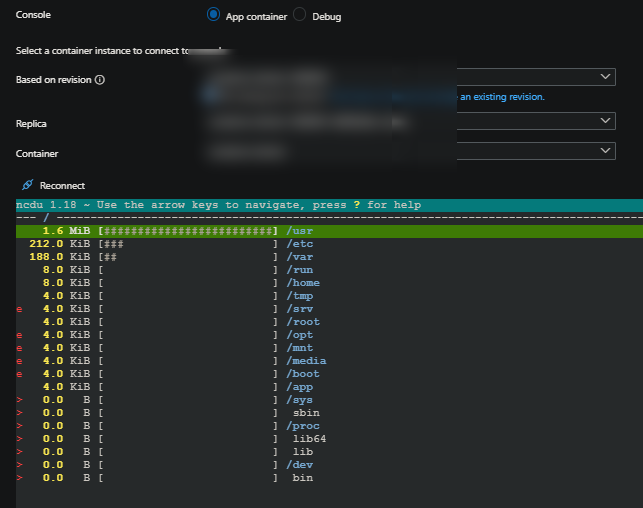 Console
App container
Debug
Select a container instance to connect to
Based on revision
an existing revision.
Replica
Container
Reconnect
ncdu 1.18 ~ Use the arrow keys to navigate, press ? for help
--- / ---------------------------------------------------------------------------------------
1.6 MiB [#########################] /usr
212.0 KiB [### ] /etc
188.0 KiB [## ] /var
8.0 KiB [ ] /run
8.0 KiB [ ] /home
4.0 KiB [ ] /tmp
e 4.0 KiB [ ] /srv
4.0 KiB [ ] /root
e 4.0 KiB [ ] /opt
e 4.0 KiB [ ] /mnt
e 4.0 KiB [ ] /media
e 4.0 KiB [ ] /boot
4.0 KiB [ ] /app
> 0.0 B [ ] /sys
> 0.0 B [ ] sbin
> 0.0 B [ ] /proc
> 0.0 B [ ] lib64
> 0.0 B [ ] lib
> 0.0 B [ ] /dev
> 0.0 B [ ] bin